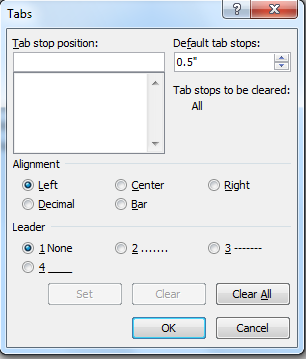 Tabs
Tab stop position: Default tab stops:
0.5"
Tab stops to be cleared:
All
Alignment
Left Center Right
Decimal Bar
Leader
1 None 2 ....... 3 -------
4 ____
Set Clear Clear All
OK Cancel